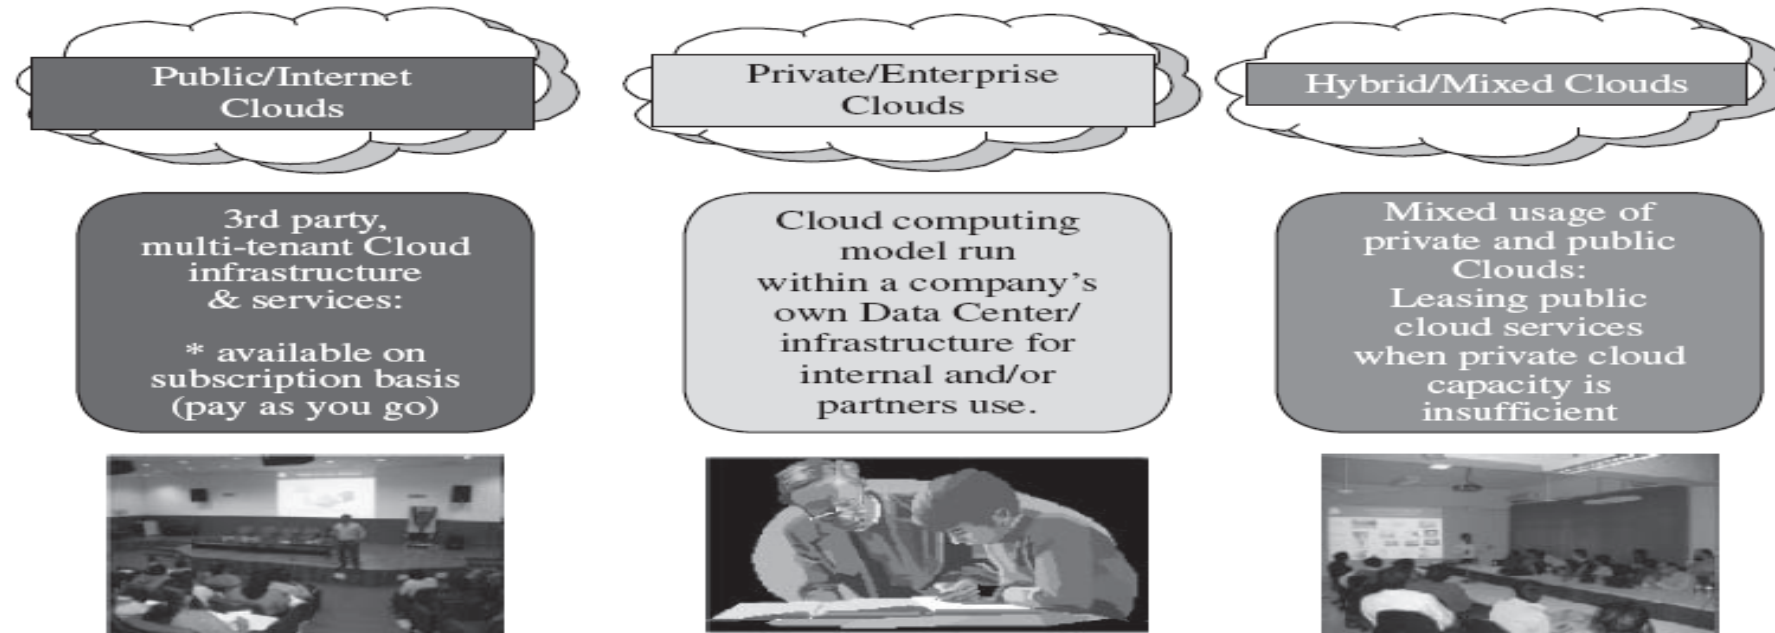 Public/Internet
Clouds
Private/Enterprise
Clouds
Hybrid/Mixed Clouds
3rd party,
multi-tenant Cloud
infrastructure
& services:
* available on
subscription basis
(pay as you go)
Cloud computing
model run
within a company’s
own Data Center/
infrastructure for
internal and/or
partners use.
Mixed usage of
private and public
Clouds:
Leasing public
cloud services
when private cloud
capacity is
insufficient